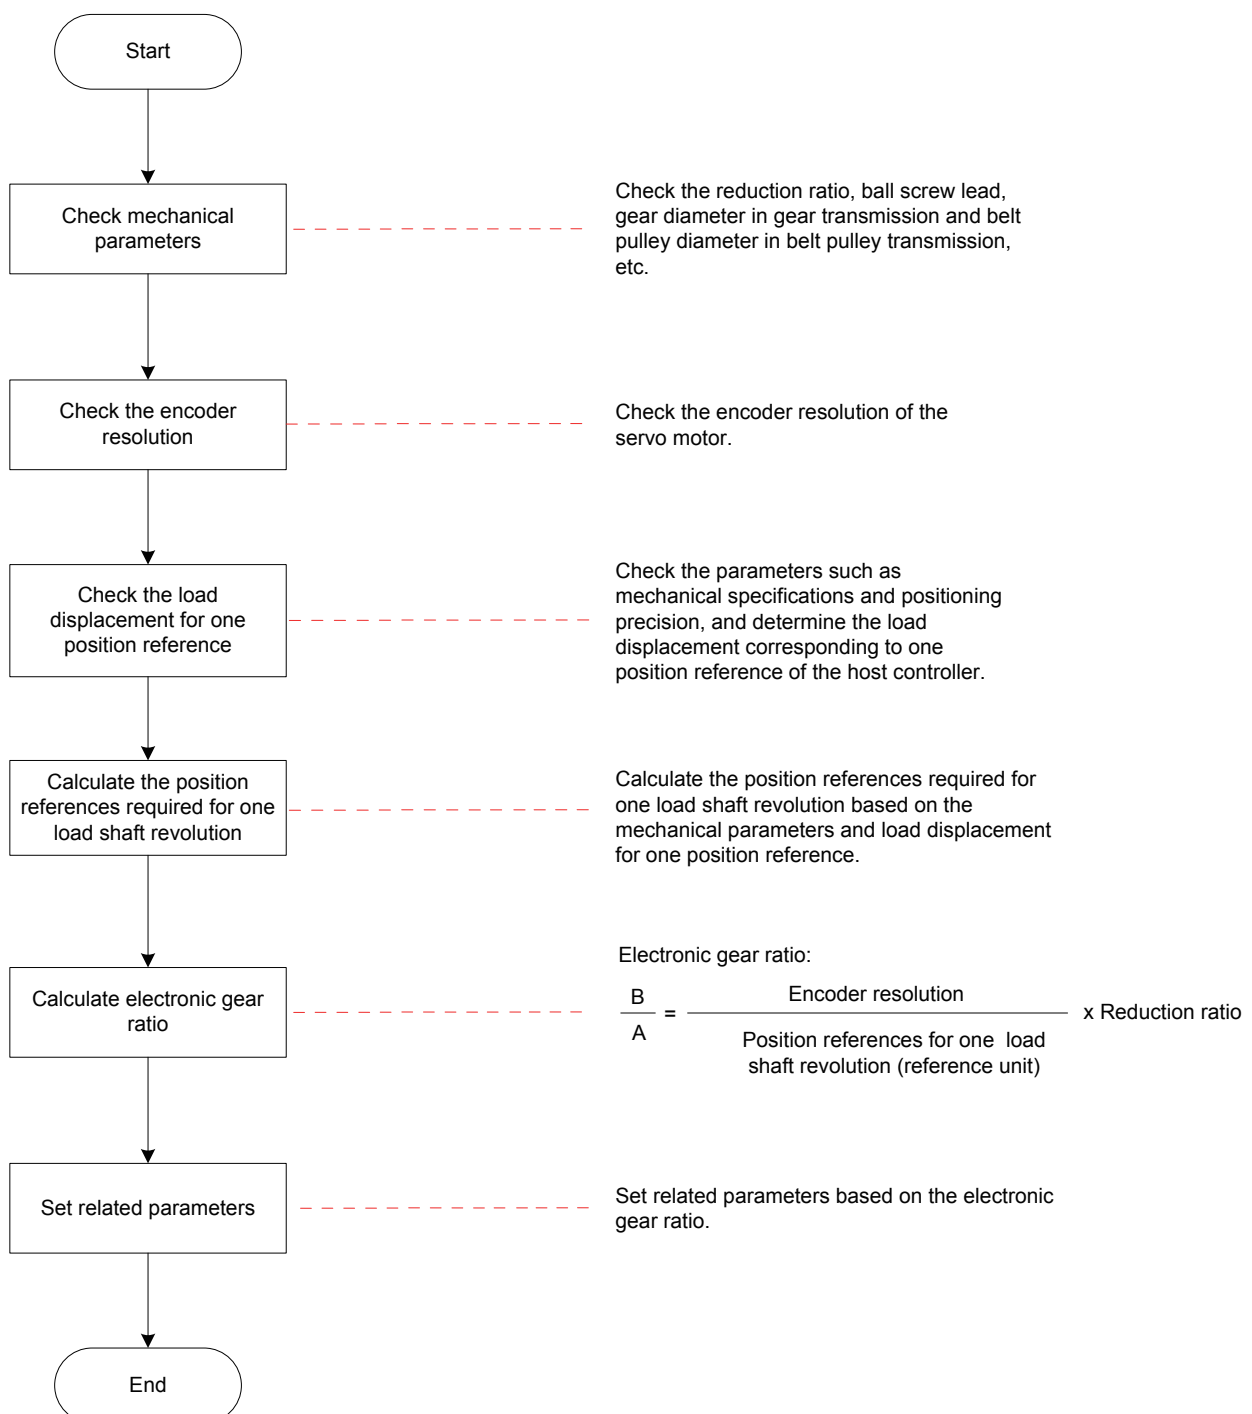 Start
Check mechanical
parameters
Check the reduction ratio, ball screw lead,
gear diameter in gear transmission and belt
pulley diameter in belt pulley transmission,
etc.
Check the encoder
resolution
Check the encoder resolution of the
servo motor.
Check the load
displacement for one
position reference
Check the parameters such as
mechanical specifications and positioning
precision, and determine the load
displacement corresponding to one
position reference of the host controller.
Calculate the position
references required for one
load shaft revolution
Calculate the position references required for
one load shaft revolution based on the
mechanical parameters and load displacement
for one position reference.
Calculate electronic gear
ratio
Electronic gear ratio:
B
A
=
Encoder resolution
Position references for one load
shaft revolution (reference unit)
x Reduction ratio
Set related parameters
Set related parameters based on the electronic
gear ratio.
End